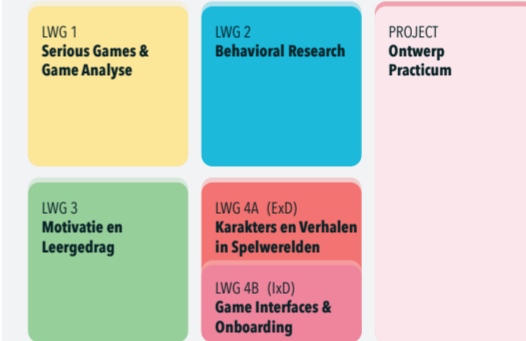 LWG 1
Serious Games &
Game Analyse
LWG 2
Behavioral Research
PROJECT
Ontwerp
Practicum
LWG 3
Motivatie en
Leergedrag
LWG 4A (ExD)
Karakters en Verhalen
in Spelwerelden
LWG 4B (IxD)
Game Interfaces &
Onboarding